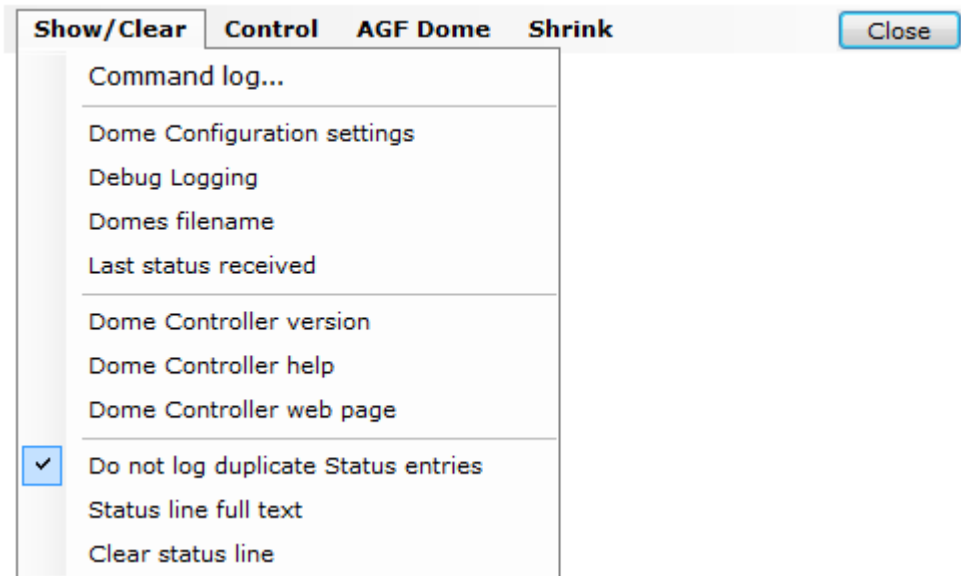 Show/Clear Control AGF Dome Shrink Close
Command log...
Dome Configuration settings
Debug Logging
Domes filename
Last status received
Dome Controller version
Dome Controller help
Dome Controller web page
Do not log duplicate Status entries
Status line full text
Clear status line